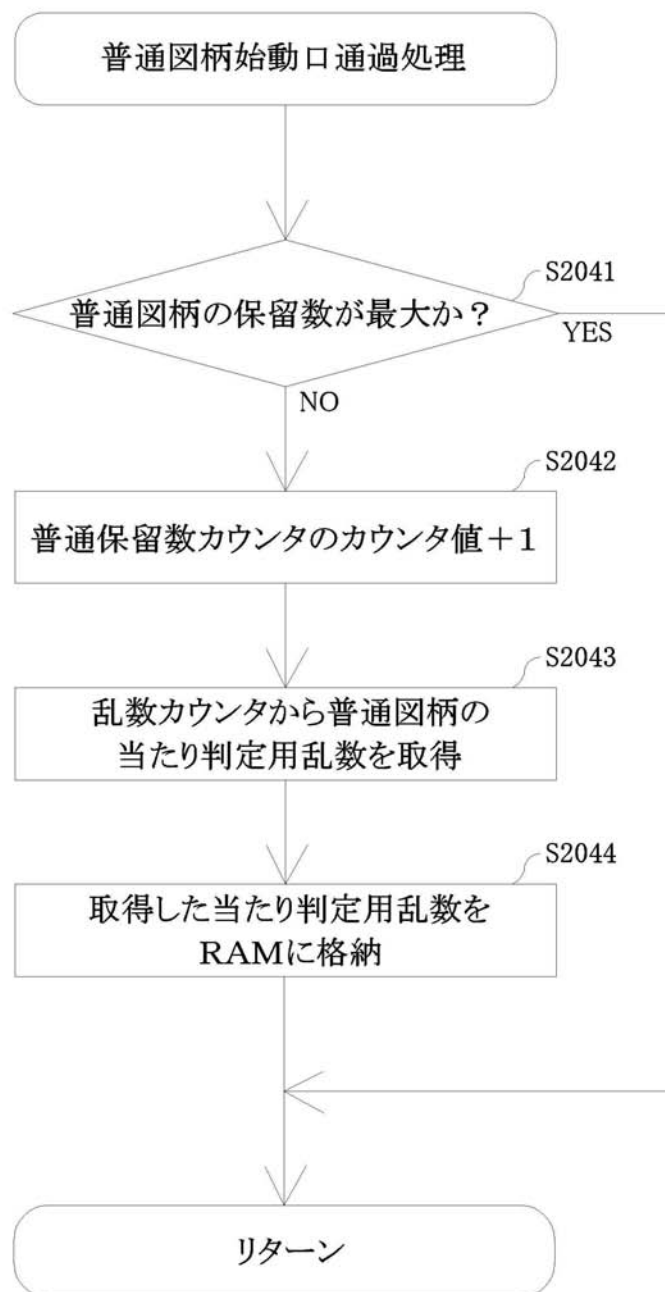 普通図柄始動口通過処理
S2041
普通図柄の保留数が最大か？
YES
NO
S2042
普通保留数カウンタのカウンタ値＋１
S2043
乱数カウンタから普通図柄の
当たり判定用乱数を取得
S2044
取得した当たり判定用乱数を
RAMに格納
リターン